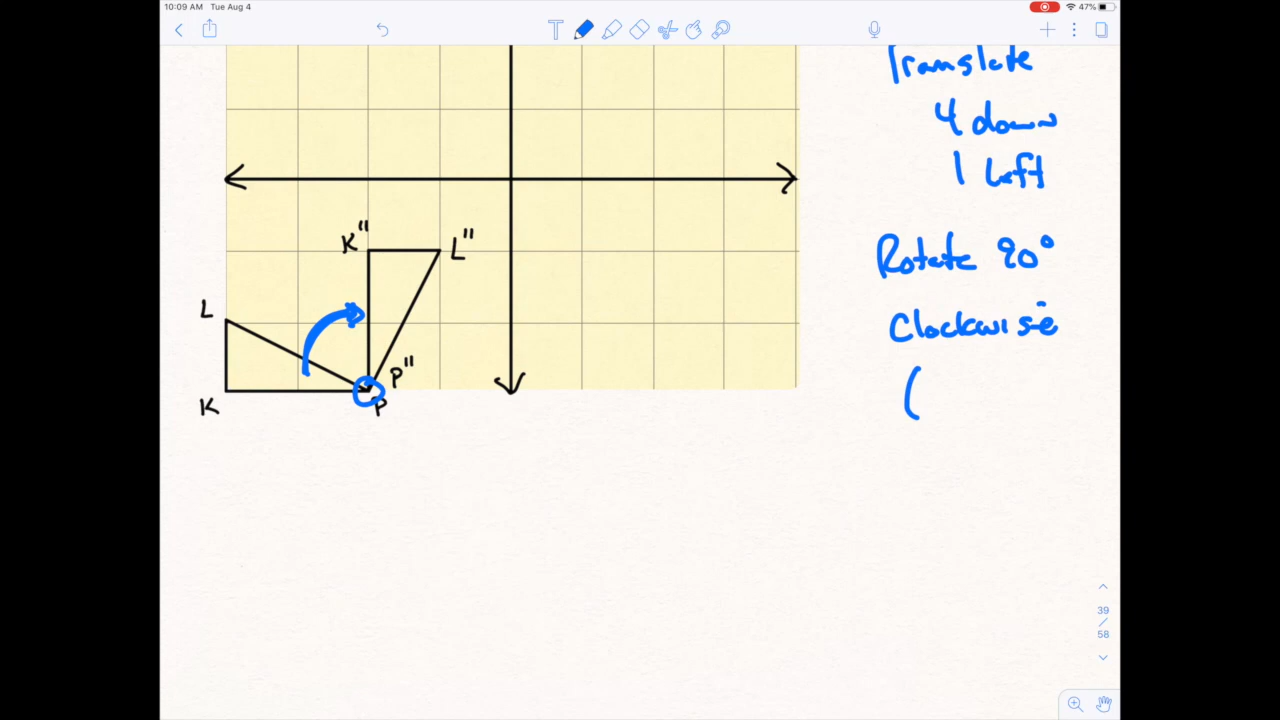 10:09 AM Tue Aug 4
47%
T
Translate
4 down
1 Left
K"
L"
Rotate 90°
L
Clockwise
P"
K
P
(
39
/
58